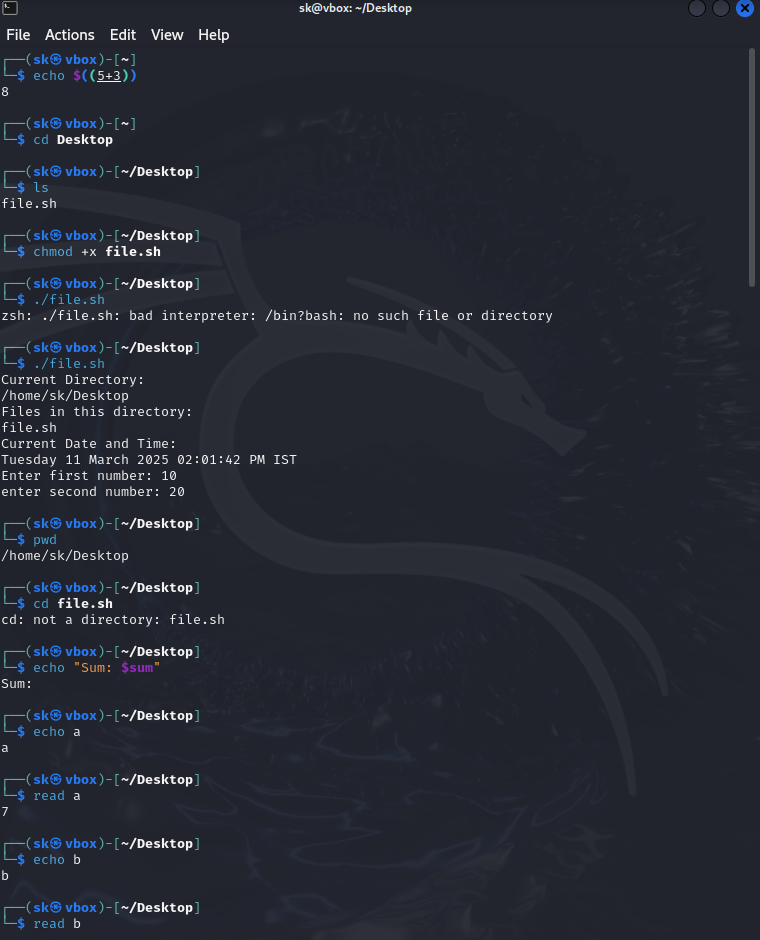 sk@vbox: ~/Desktop
File Actions Edit View Help
┌──(sk㉿vbox)-[~]
└─$ echo $((5+3))
8
┌──(sk㉿vbox)-[~]
└─$ cd Desktop
┌──(sk㉿vbox)-[~/Desktop]
└─$ ls
file.sh
┌──(sk㉿vbox)-[~/Desktop]
└─$ chmod +x file.sh
┌──(sk㉿vbox)-[~/Desktop]
└─$ ./file.sh
zsh: ./file.sh: bad interpreter: /bin?bash: no such file or directory
┌──(sk㉿vbox)-[~/Desktop]
└─$ ./file.sh
Current Directory:
/home/sk/Desktop
Files in this directory:
file.sh
Current Date and Time:
Tuesday 11 March 2025 02:01:42 PM IST
Enter first number: 10
enter second number: 20
┌──(sk㉿vbox)-[~/Desktop]
└─$ pwd
/home/sk/Desktop
┌──(sk㉿vbox)-[~/Desktop]
└─$ cd file.sh
cd: not a directory: file.sh
┌──(sk㉿vbox)-[~/Desktop]
└─$ echo "Sum: $sum"
Sum:
┌──(sk㉿vbox)-[~/Desktop]
└─$ echo a
a
┌──(sk㉿vbox)-[~/Desktop]
└─$ read a
7
┌──(sk㉿vbox)-[~/Desktop]
└─$ echo b
b
┌──(sk㉿vbox)-[~/Desktop]
└─$ read b